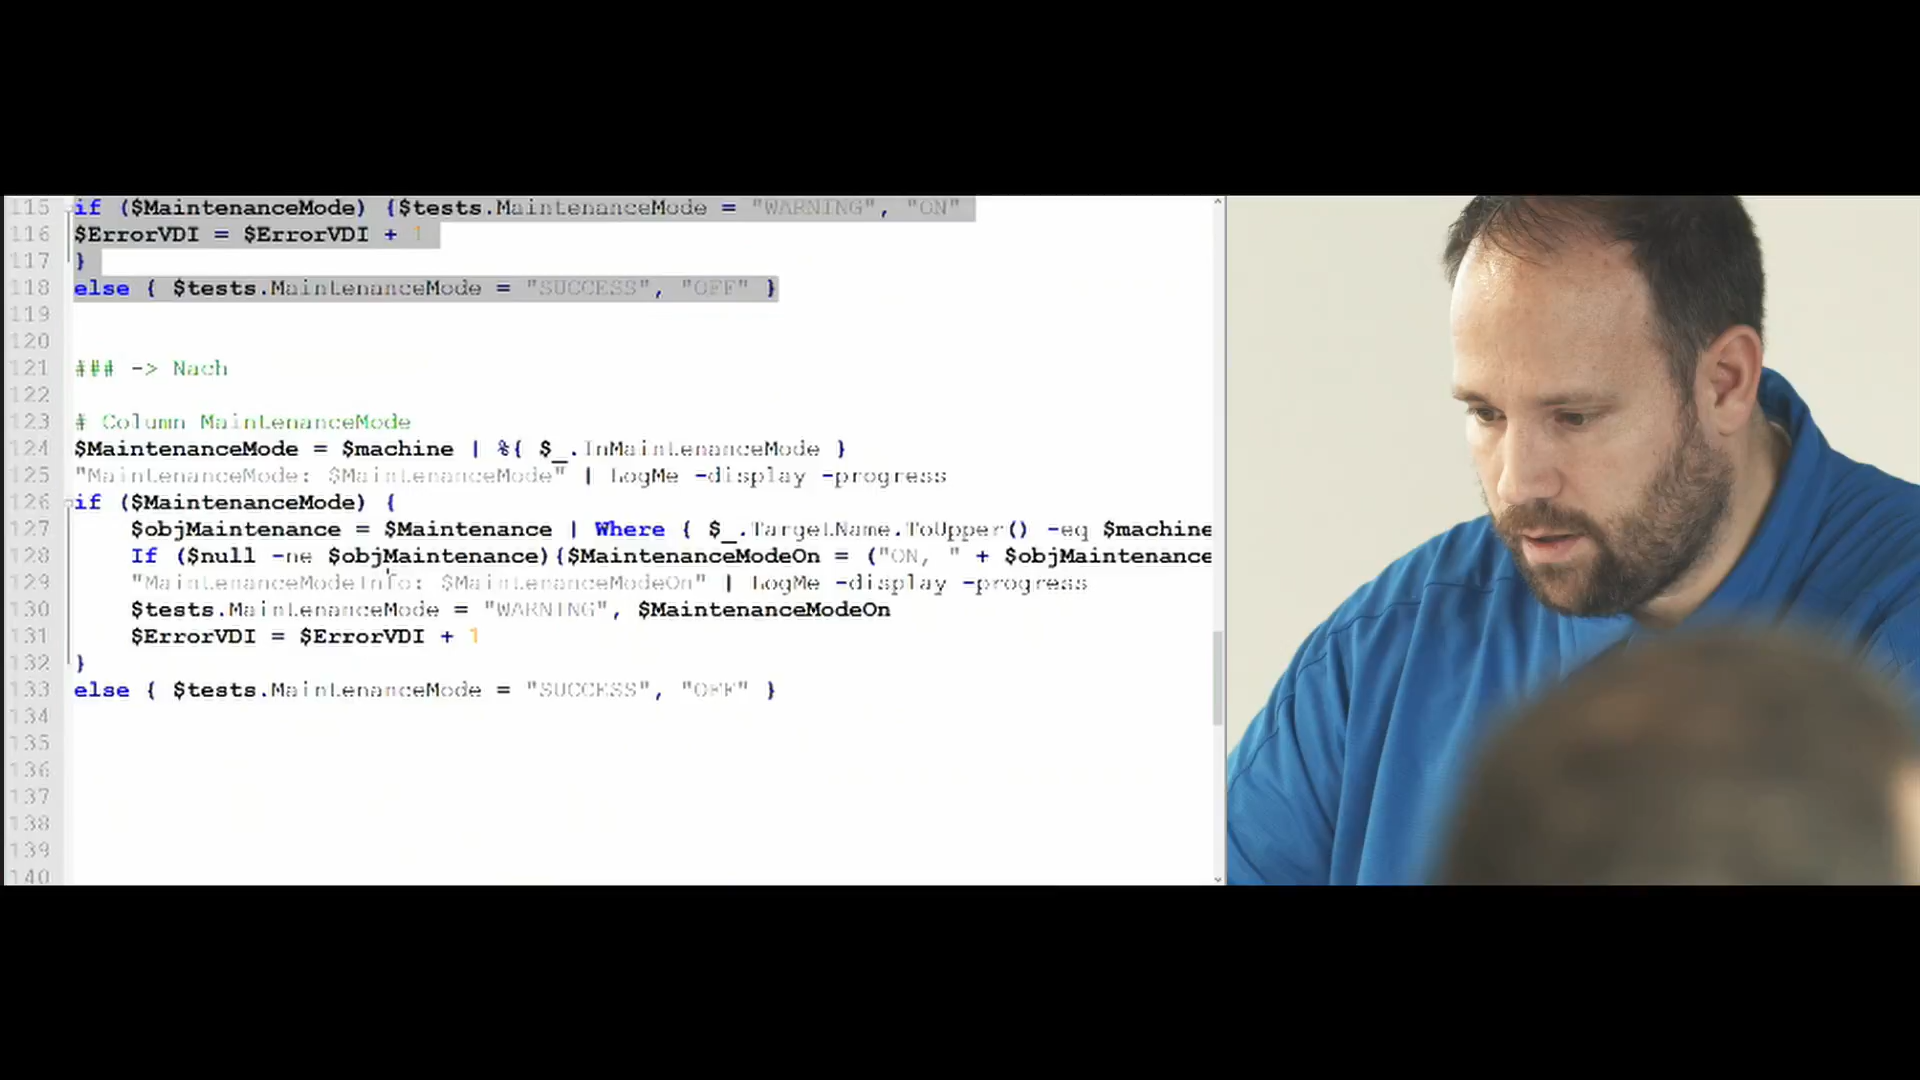 115 if ($MaintenanceMode) {$tests.MaintenanceMode = "WARNING", "ON"
116 $ErrorVDI = $ErrorVDI + 1
117 }
118 else { $tests.MaintenanceMode = "SUCCESS", "OFF" }
119
120
121 ### -> Nach
122
123 # Column MaintenanceMode
124 $MaintenanceMode = $machine | %{ $_.InMaintenanceMode }
125 "MaintenanceMode: $MaintenanceMode" | LogMe -display -progress
126 if ($MaintenanceMode) {
127 $objMaintenance = $Maintenance | Where { $_.TargetName.ToUpper() -eq $machine
128 If ($null -ne $objMaintenance){$MaintenanceModeOn = ("ON, " + $objMaintenance
129 "MaintenanceModeInfo: $MaintenanceModeOn" | LogMe -display -progress
130 $tests.MaintenanceMode = "WARNING", $MaintenanceModeOn
131 $ErrorVDI = $ErrorVDI + 1
132 }
133 else { $tests.MaintenanceMode = "SUCCESS", "OFF" }
134
135
136
137
138
139
140